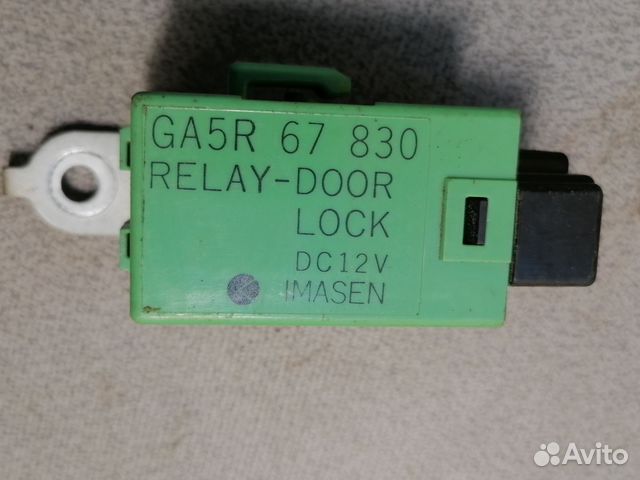 GA5R 67 830
RELAY-DOOR
LOCK
DC12V
IMASEN
Avito